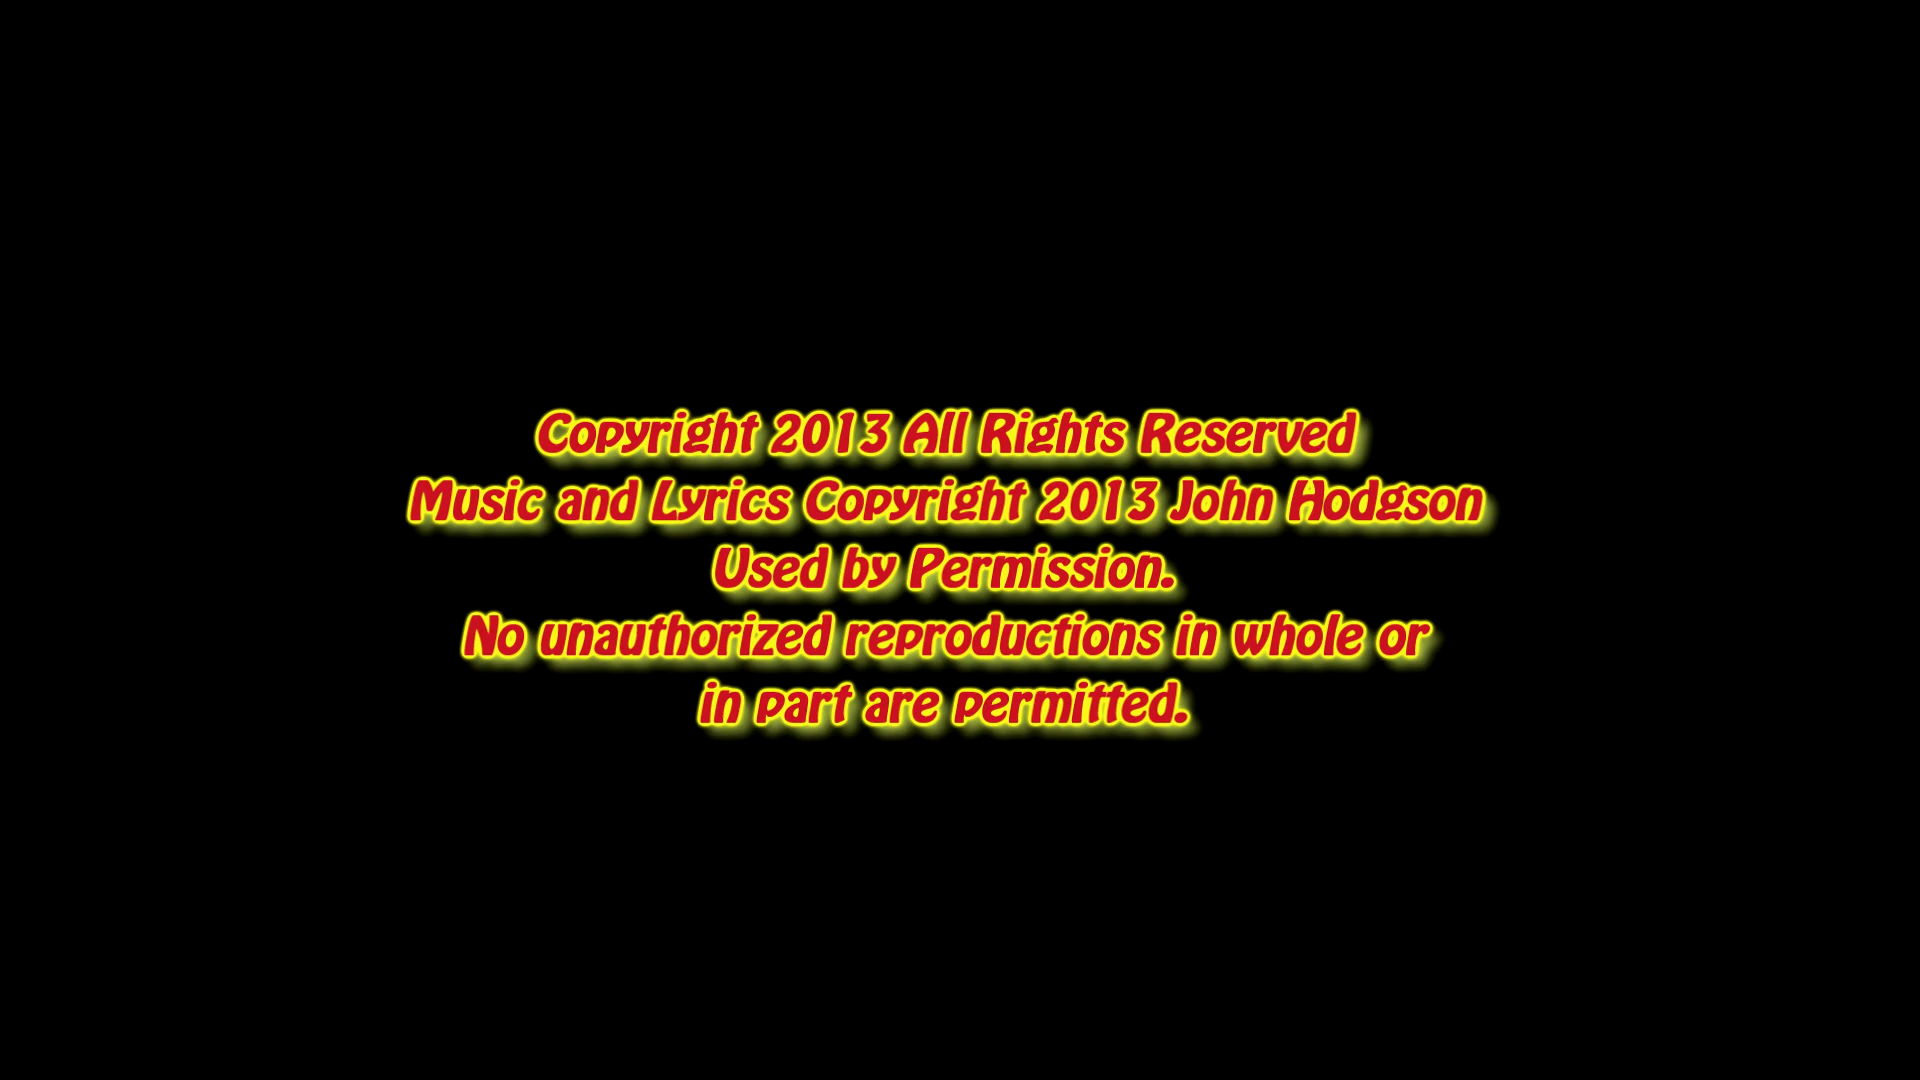 Copyright 2013 All Rights Reserved
Music and Lyrics Copyright 2013 John Hodgson
Used by Permission.
No unauthorized reproductions in whole or
in part are permitted.